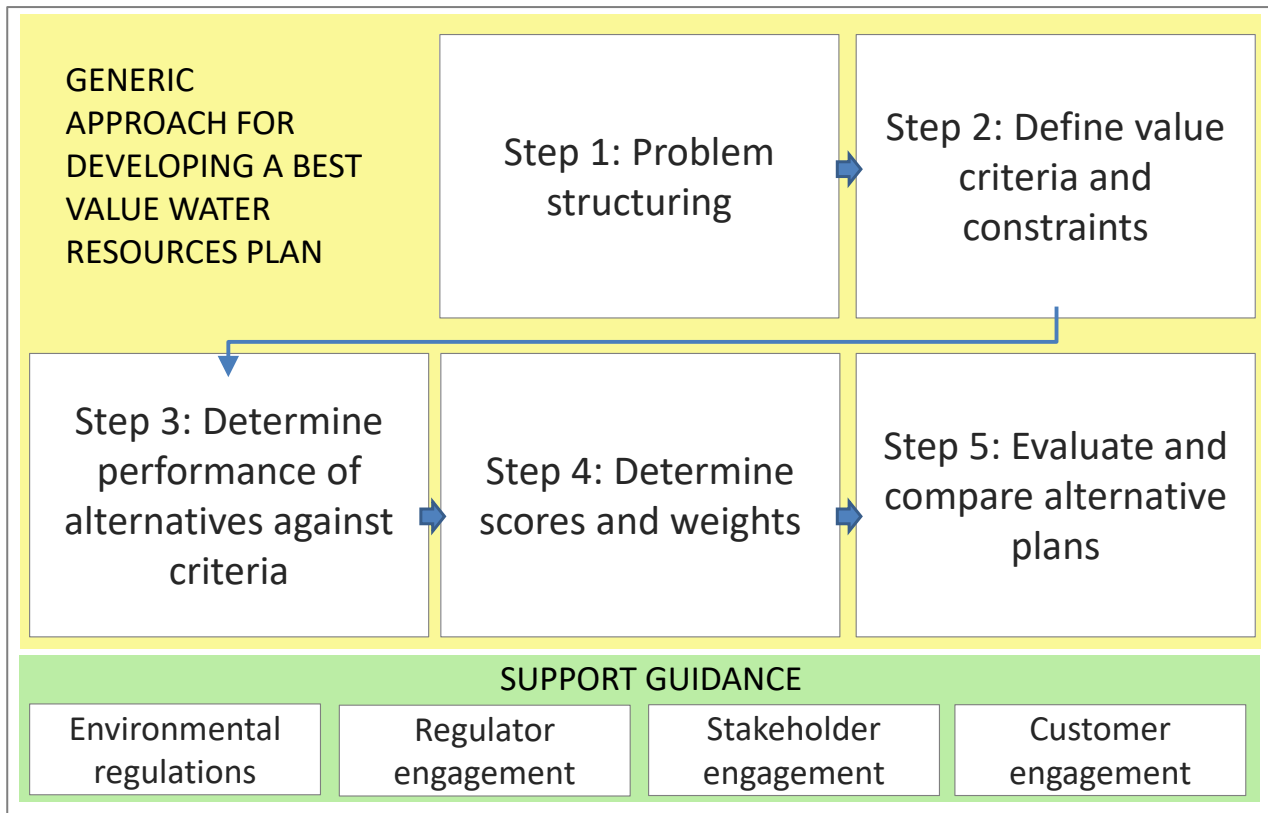 GENERIC
APPROACH FOR
DEVELOPING A BEST
VALUE WATER
RESOURCES PLAN
Step 1: Problem
structuring
Step 2: Define value
criteria and
constraints
Step 3: Determine
performance of
alternatives against
criteria
Step 4: Determine
scores and weights
Step 5: Evaluate and
compare alternative
plans
SUPPORT GUIDANCE
Environmental
regulations
Regulator
engagement
Stakeholder
engagement
Customer
engagement